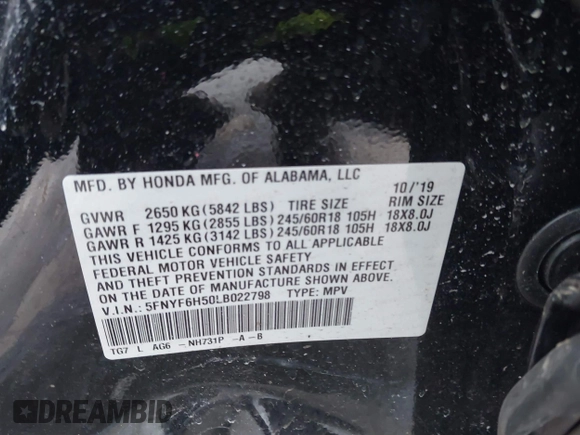 MFD. BY HONDA MFG. OF ALABAMA, LLC 10/'19
GVWR 2650 KG (5842 LBS) TIRE SIZE RIM SIZE
GAWR F 1295 KG (2855 LBS) 245/60R18 105H 18X8.0J
GAWR R 1425 KG (3142 LBS) 245/60R18 105H 18X8.0J
THIS VEHICLE CONFORMS TO ALL APPLICABLE
FEDERAL MOTOR VEHICLE SAFETY
AND THEFT PREVENTION STANDARDS IN EFFECT
ON THE DATE OF MANUFACTURE SHOWN ABOVE.
V.I.N.: 5FNYF6H50LB022798 TYPE: MPV
TG7 L AG6 -NH731P -A-B
DREAMBID